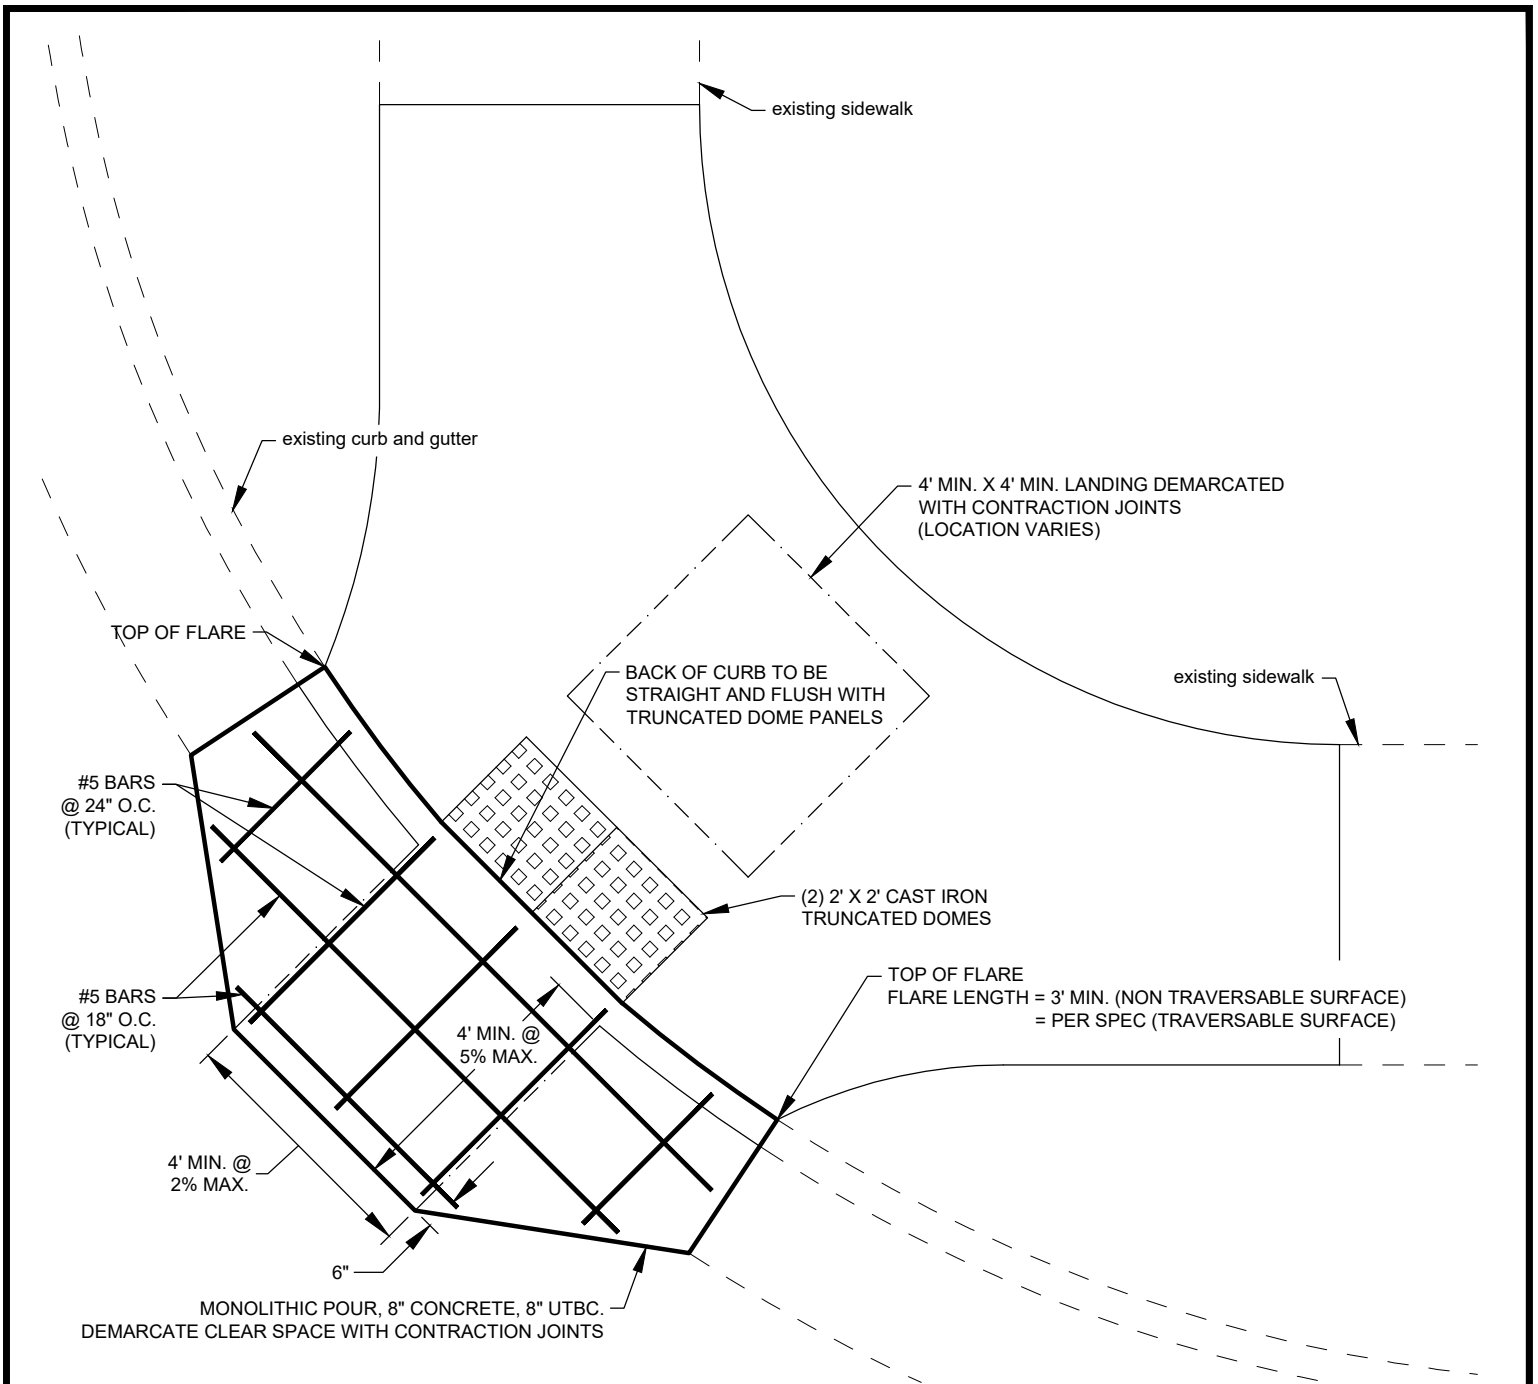 existing sidewalk
existing curb and gutter
4' MIN. X 4' MIN. LANDING DEMARCATED
WITH CONTRACTION JOINTS
(LOCATION VARIES)
TOP OF FLARE
BACK OF CURB TO BE
STRAIGHT AND FLUSH WITH
TRUNCATED DOME PANELS
existing sidewalk
#5 BARS
@ 24" O.C.
(TYPICAL)
(2) 2' X 2' CAST IRON
TRUNCATED DOMES
#5 BARS
@ 18" O.C.
(TYPICAL)
TOP OF FLARE
FLARE LENGTH = 3' MIN. (NON TRAVERSABLE SURFACE)
= PER SPEC (TRAVERSABLE SURFACE)
4' MIN. @
5% MAX.
4' MIN. @
2% MAX.
6"
MONOLITHIC POUR, 8" CONCRETE, 8" UTBC.
DEMARCATE CLEAR SPACE WITH CONTRACTION JOINTS